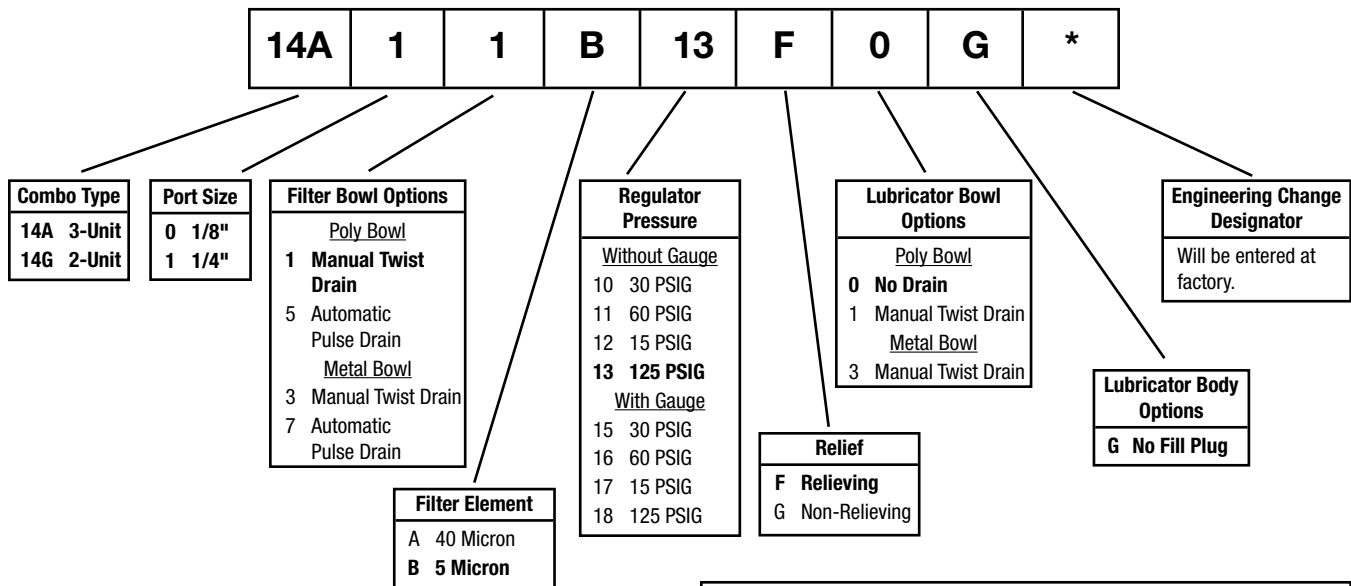 14A 1 1 B 13 F 0 G *
Combo Type
14A 3-Unit
14G 2-Unit
Port Size
0 1/8"
1 1/4"
Filter Bowl Options
Poly Bowl
1 Manual Twist
Drain
5 Automatic
Pulse Drain
Metal Bowl
3 Manual Twist Drain
7 Automatic
Pulse Drain
Filter Element
A 40 Micron
B 5 Micron
Regulator
Pressure
Without Gauge
10 30 PSIG
11 60 PSIG
12 15 PSIG
13 125 PSIG
With Gauge
15 30 PSIG
16 60 PSIG
17 15 PSIG
18 125 PSIG
Relief
F Relieving
G Non-Relieving
Lubricator Bowl
Options
Poly Bowl
0 No Drain
1 Manual Twist Drain
Metal Bowl
3 Manual Twist Drain
Lubricator Body
Options
G No Fill Plug
Engineering Change
Designator
Will be entered at
factory.